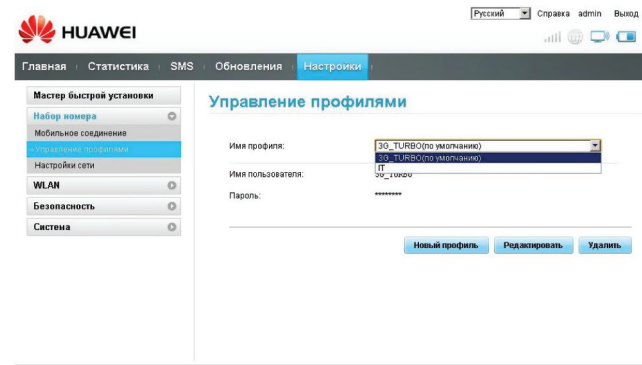 Русский Справка admin Выход
HUAWEI
Главная Статистика SMS Обновления Настройки
Мастер быстрой установки
Управление профилями
Набор номера
Мобильное соединение
Управление профилями
Настройки сети
WLAN
Безопасность
Система
Имя профиля: 3G_TURBO(по умолчанию)
3G_TURBO(по умолчанию)
IT
Имя пользователя: 3G_TURBO
Пароль: ********
Новый профиль Редактировать Удалить